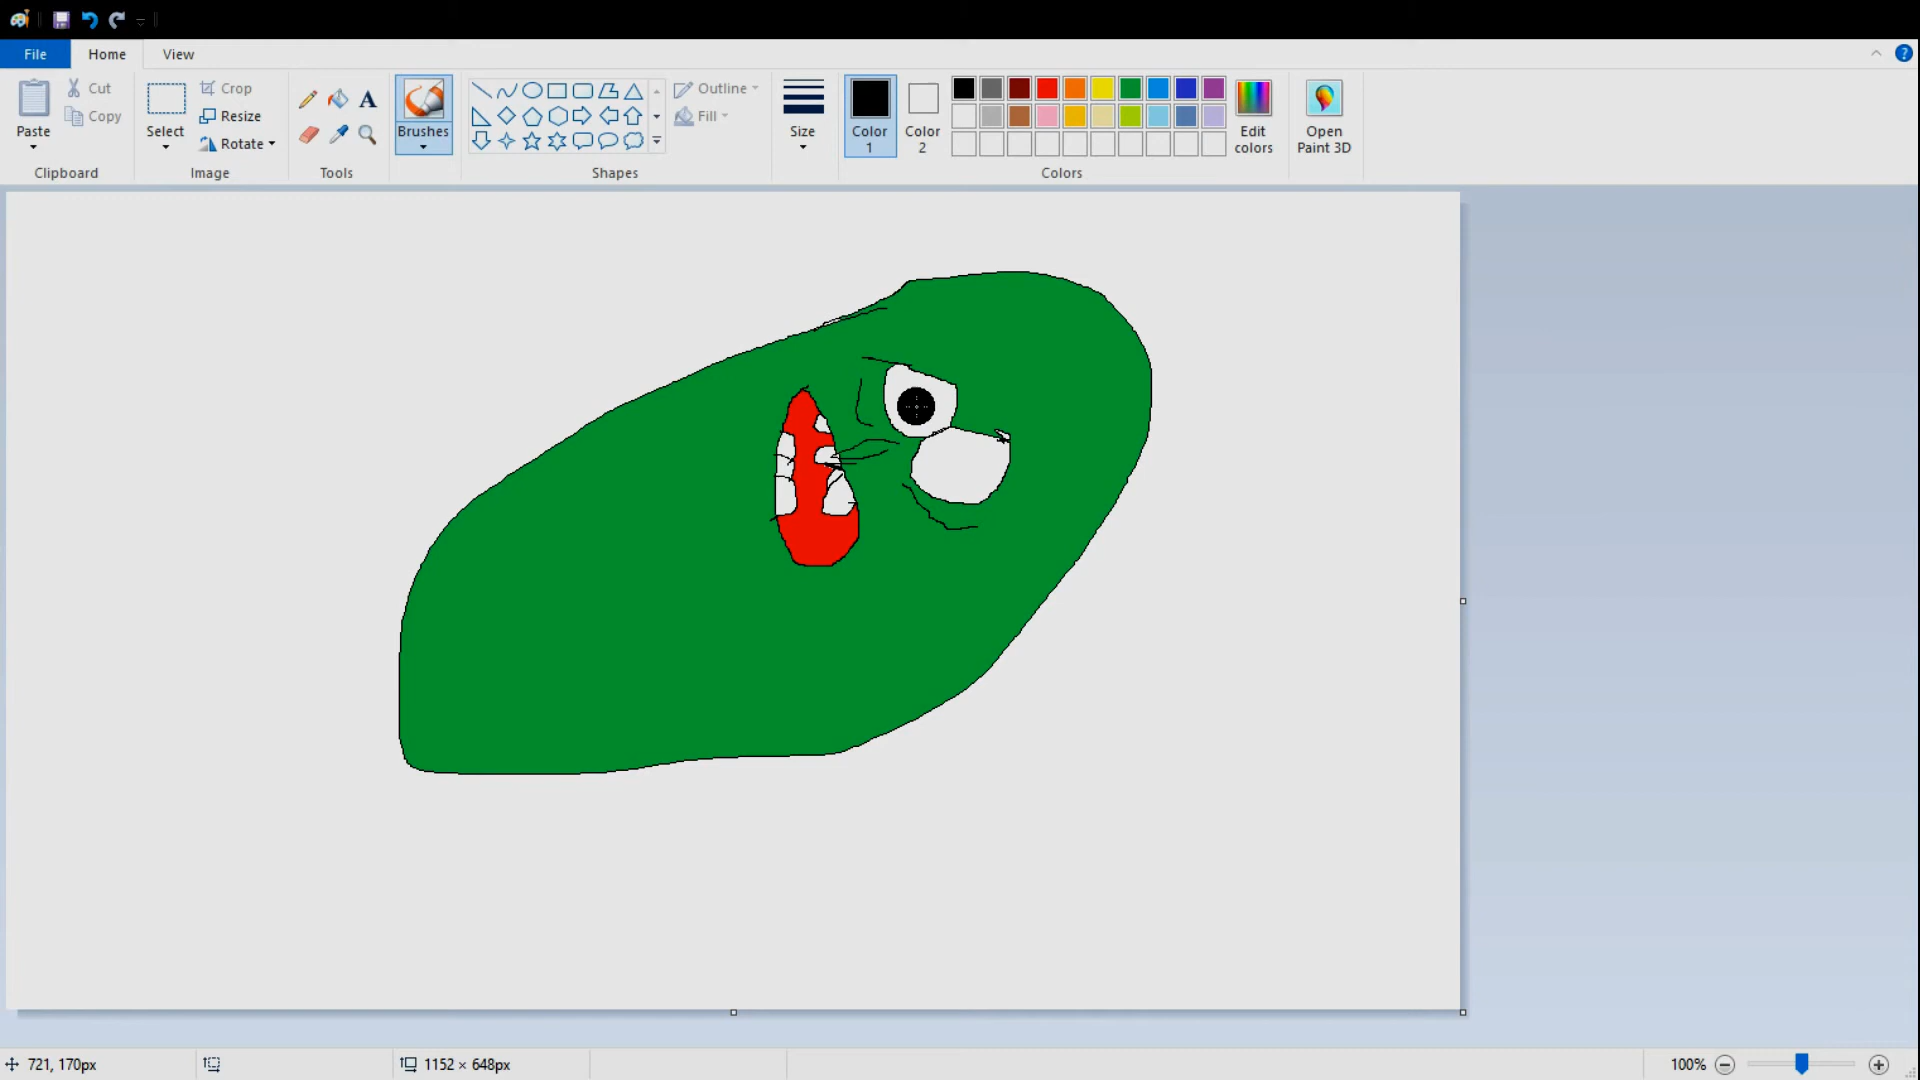 File Home View
Paste
Cut
Copy
Clipboard
Select
Crop
Resize
Rotate
Image
A
Tools
Brushes
Shapes
Outline
Fill
Size
Color 1
Color 2
Colors
Edit colors
Open Paint 3D
?
721, 170px
1152 × 648px
100%